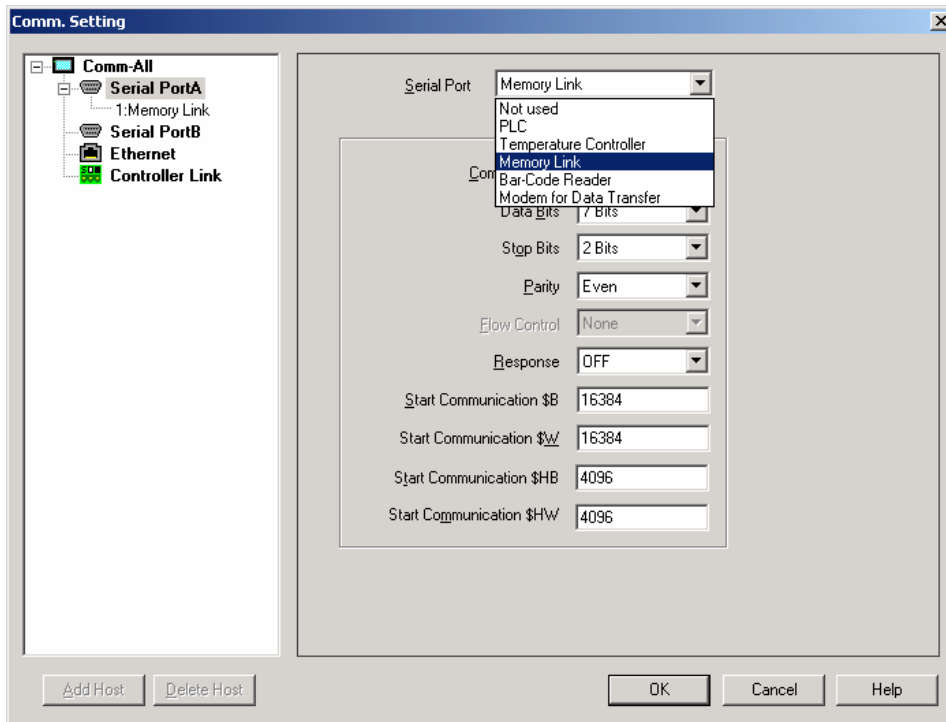 Comm. Setting
Comm-All
Serial PortA
1:Memory Link
Serial PortB
Ethernet
Controller Link
Serial Port Memory Link
Not used
PLC
Temperature Controller
Memory Link
Bar-Code Reader
Modem for Data Transfer
Data Bits 7 Bits
Stop Bits 2 Bits
Parity Even
Flow Control None
Response OFF
Start Communication $B 16384
Start Communication $W 16384
Start Communication $HB 4096
Start Communication $HW 4096
Add Host Delete Host OK Cancel Help